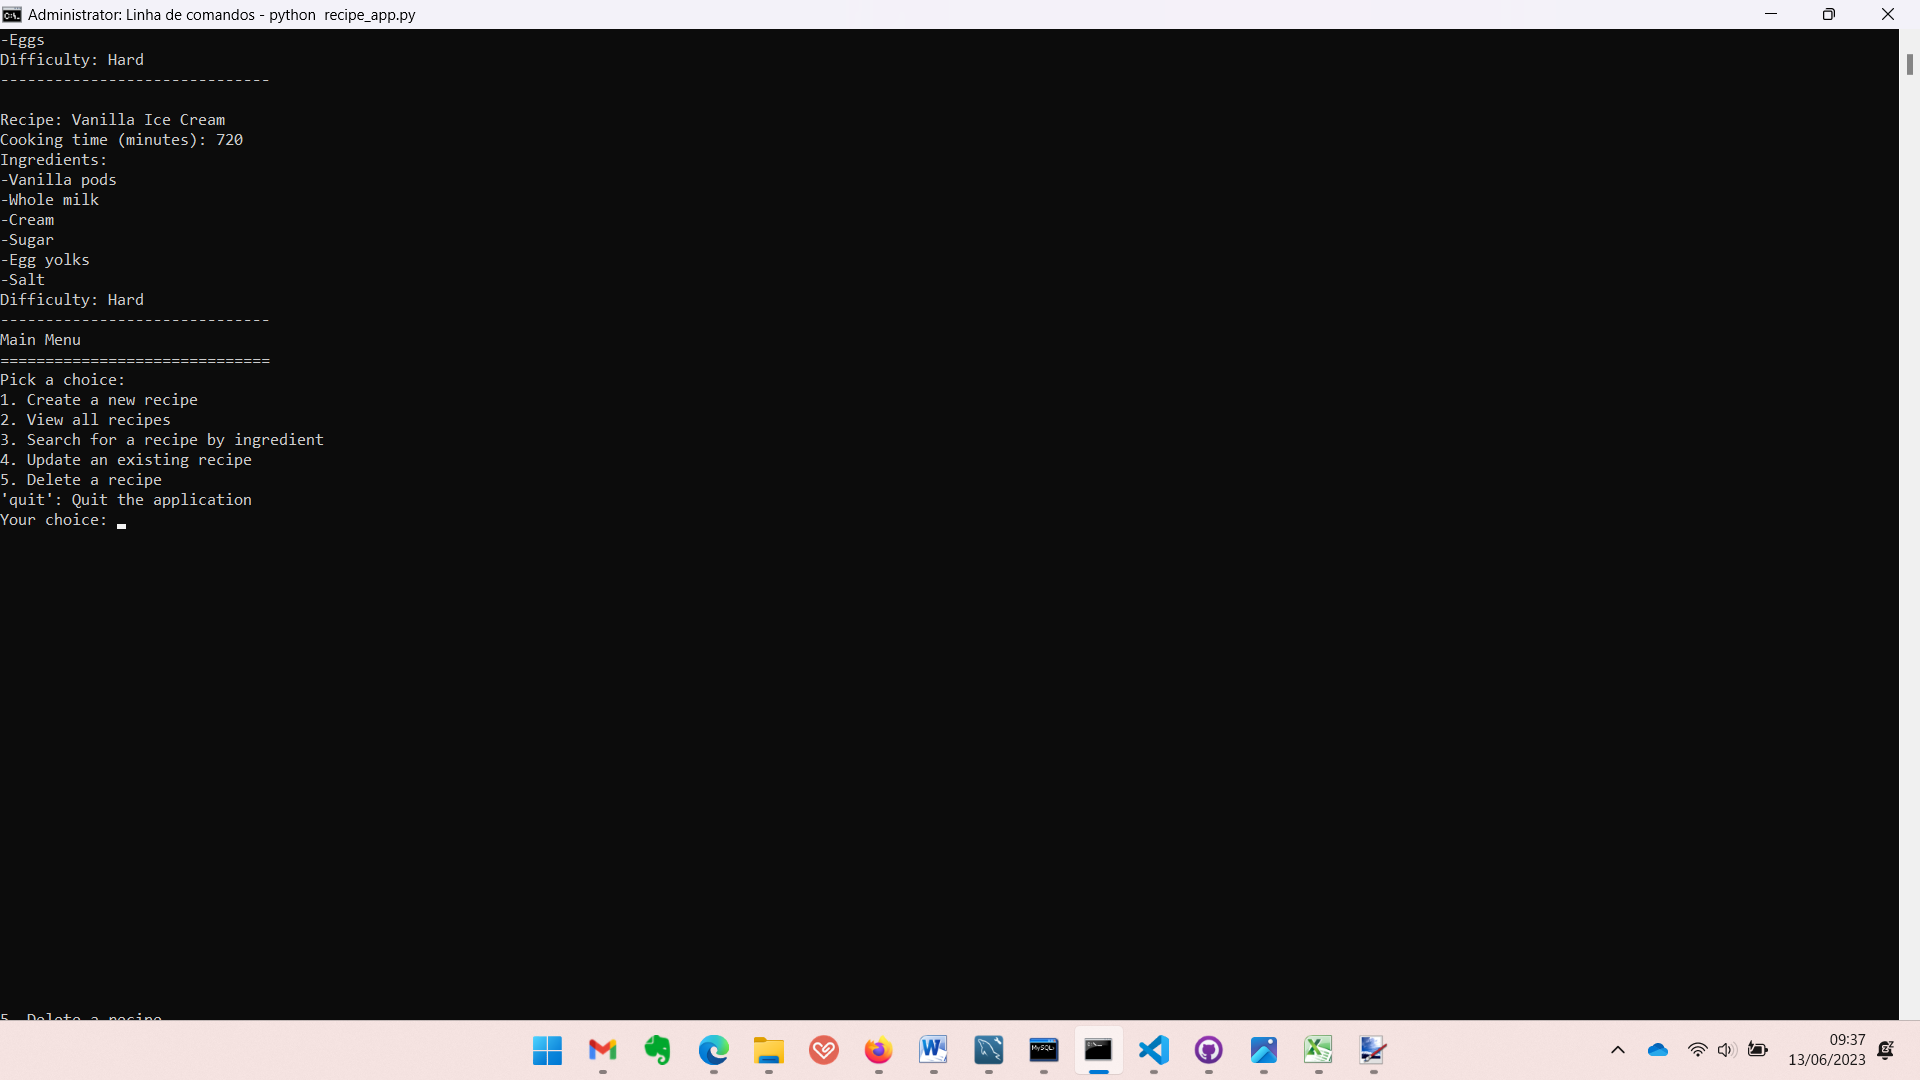 Administrator: Linha de comandos - python  recipe_app.py
-Eggs
Difficulty: Hard
------------------------------
Recipe: Vanilla Ice Cream
Cooking time (minutes): 720
Ingredients:
-Vanilla pods
-Whole milk
-Cream
-Sugar
-Egg yolks
-Salt
Difficulty: Hard
------------------------------
Main Menu
==============================
Pick a choice:
1. Create a new recipe
2. View all recipes
3. Search for a recipe by ingredient
4. Update an existing recipe
5. Delete a recipe
'quit': Quit the application
Your choice:
5. Delete a recipe
MySQL
09:37
13/06/2023